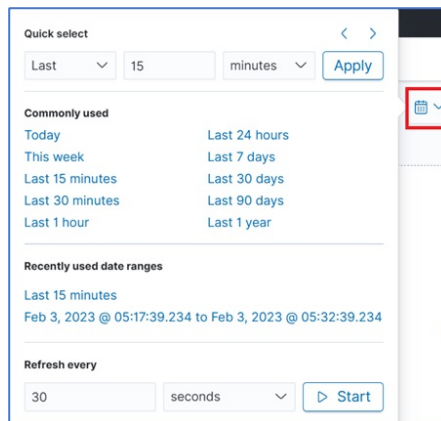 Quick select
Last 15 minutes Apply
Commonly used
Today Last 24 hours
This week Last 7 days
Last 15 minutes Last 30 days
Last 30 minutes Last 90 days
Last 1 hour Last 1 year
Recently used date ranges
Last 15 minutes
Feb 3, 2023 @ 05:17:39.234 to Feb 3, 2023 @ 05:32:39.234
Refresh every
30 seconds Start